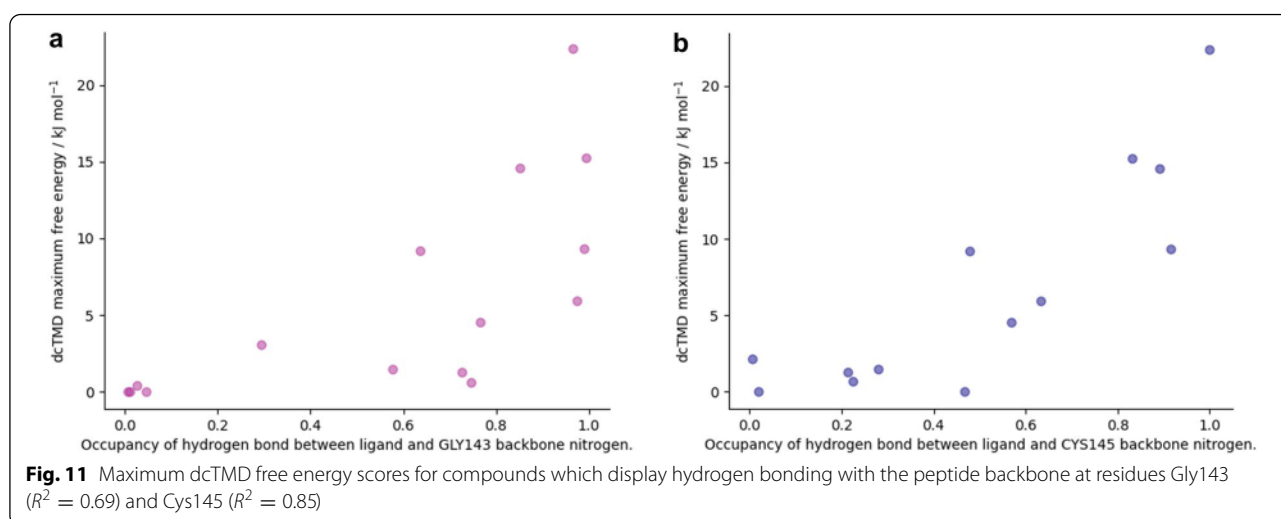 a
b
dcTMD maximum free energy / kJ mol⁻¹
20
15
10
5
0
0.0 0.2 0.4 0.6 0.8 1.0
Occupancy of hydrogen bond between ligand and GLY143 backbone nitrogen.
dcTMD maximum free energy / kJ mol⁻¹
20
15
10
5
0
0.0 0.2 0.4 0.6 0.8 1.0
Occupancy of hydrogen bond between ligand and CYS145 backbone nitrogen.
Fig. 11 Maximum dcTMD free energy scores for compounds which display hydrogen bonding with the peptide backbone at residues Gly143
(R² = 0.69) and Cys145 (R² = 0.85)